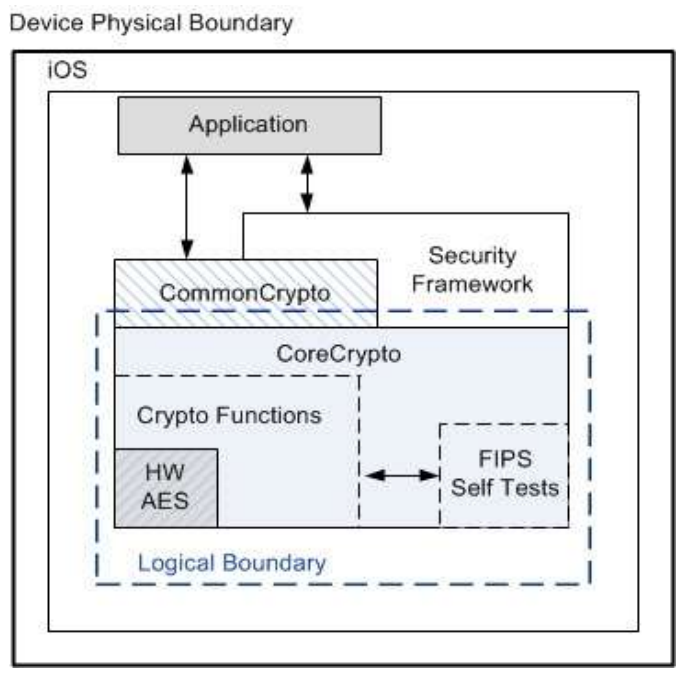 Device Physical Boundary
iOS
Application
Security
Framework
CommonCrypto
CoreCrypto
Crypto Functions
HW
AES
FIPS
Self Tests
Logical Boundary